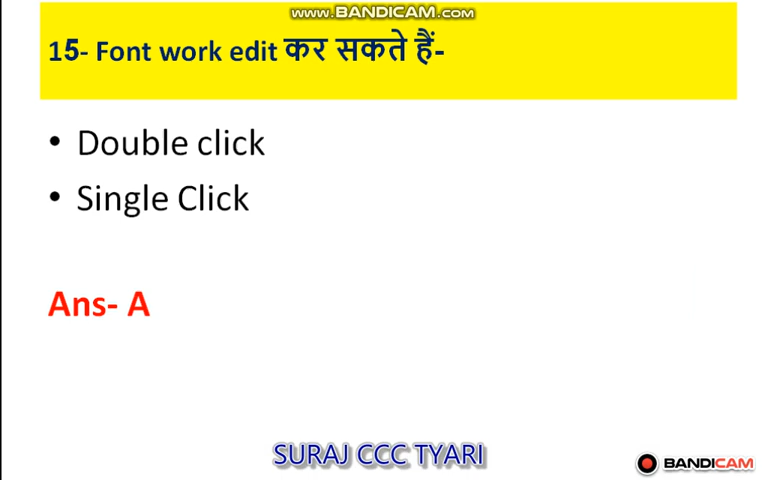 www.BANDICAM.com
15- Font work edit कर सकते हैं-
• Double click
• Single Click
Ans- A
SURAJ CCC TYARI
BANDICAM